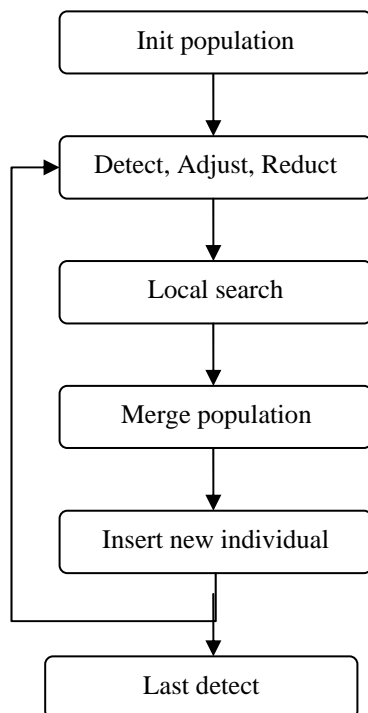 Init population
Detect, Adjust, Reduct
Local search
Merge population
Insert new individual
Last detect